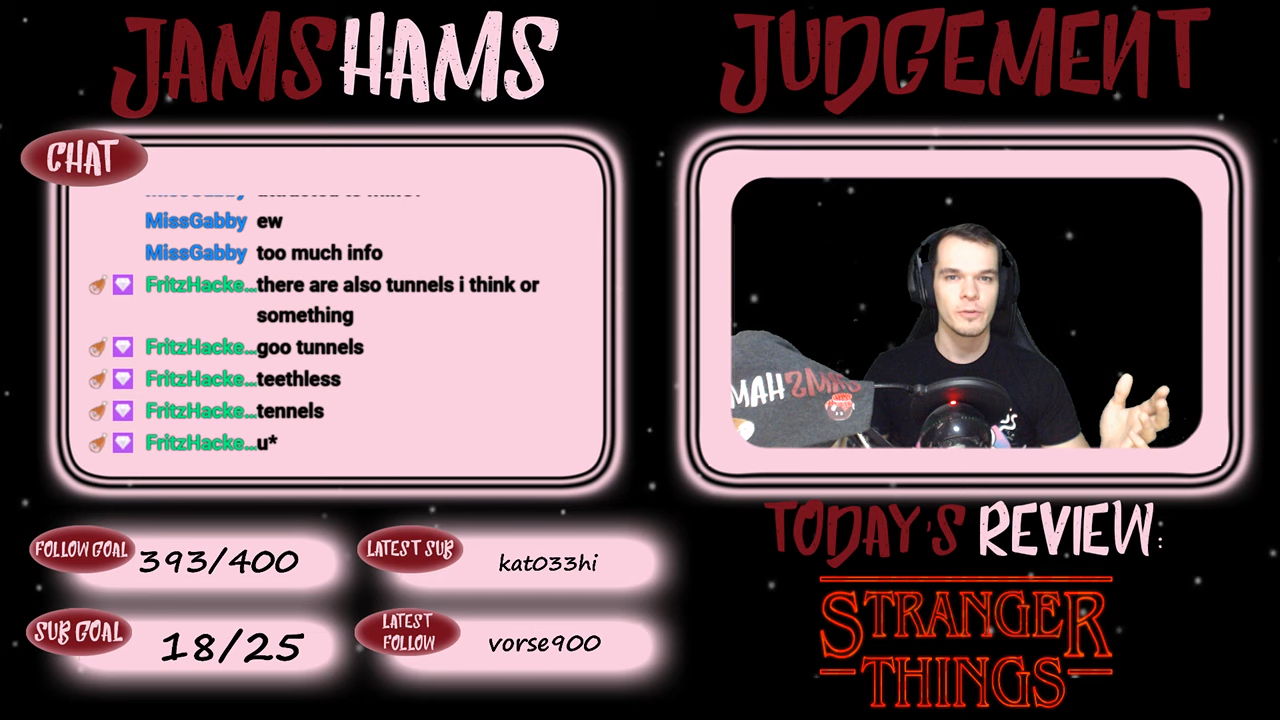 JAMSHAMS
JUDGEMENT
CHAT
MissGabby ew
MissGabby too much info
FritzHacke... there are also tunnels i think or
something
FritzHacke... goo tunnels
FritzHacke... teethless
FritzHacke... tennels
FritzHacke... u*
HAMSMAJ
FOLLOW GOAL 393/400
LATEST SUB kat033hi
SUB GOAL 18/25
LATEST
FOLLOW
vorse900
TODAY'S REVIEW:
STRANGER
THINGS